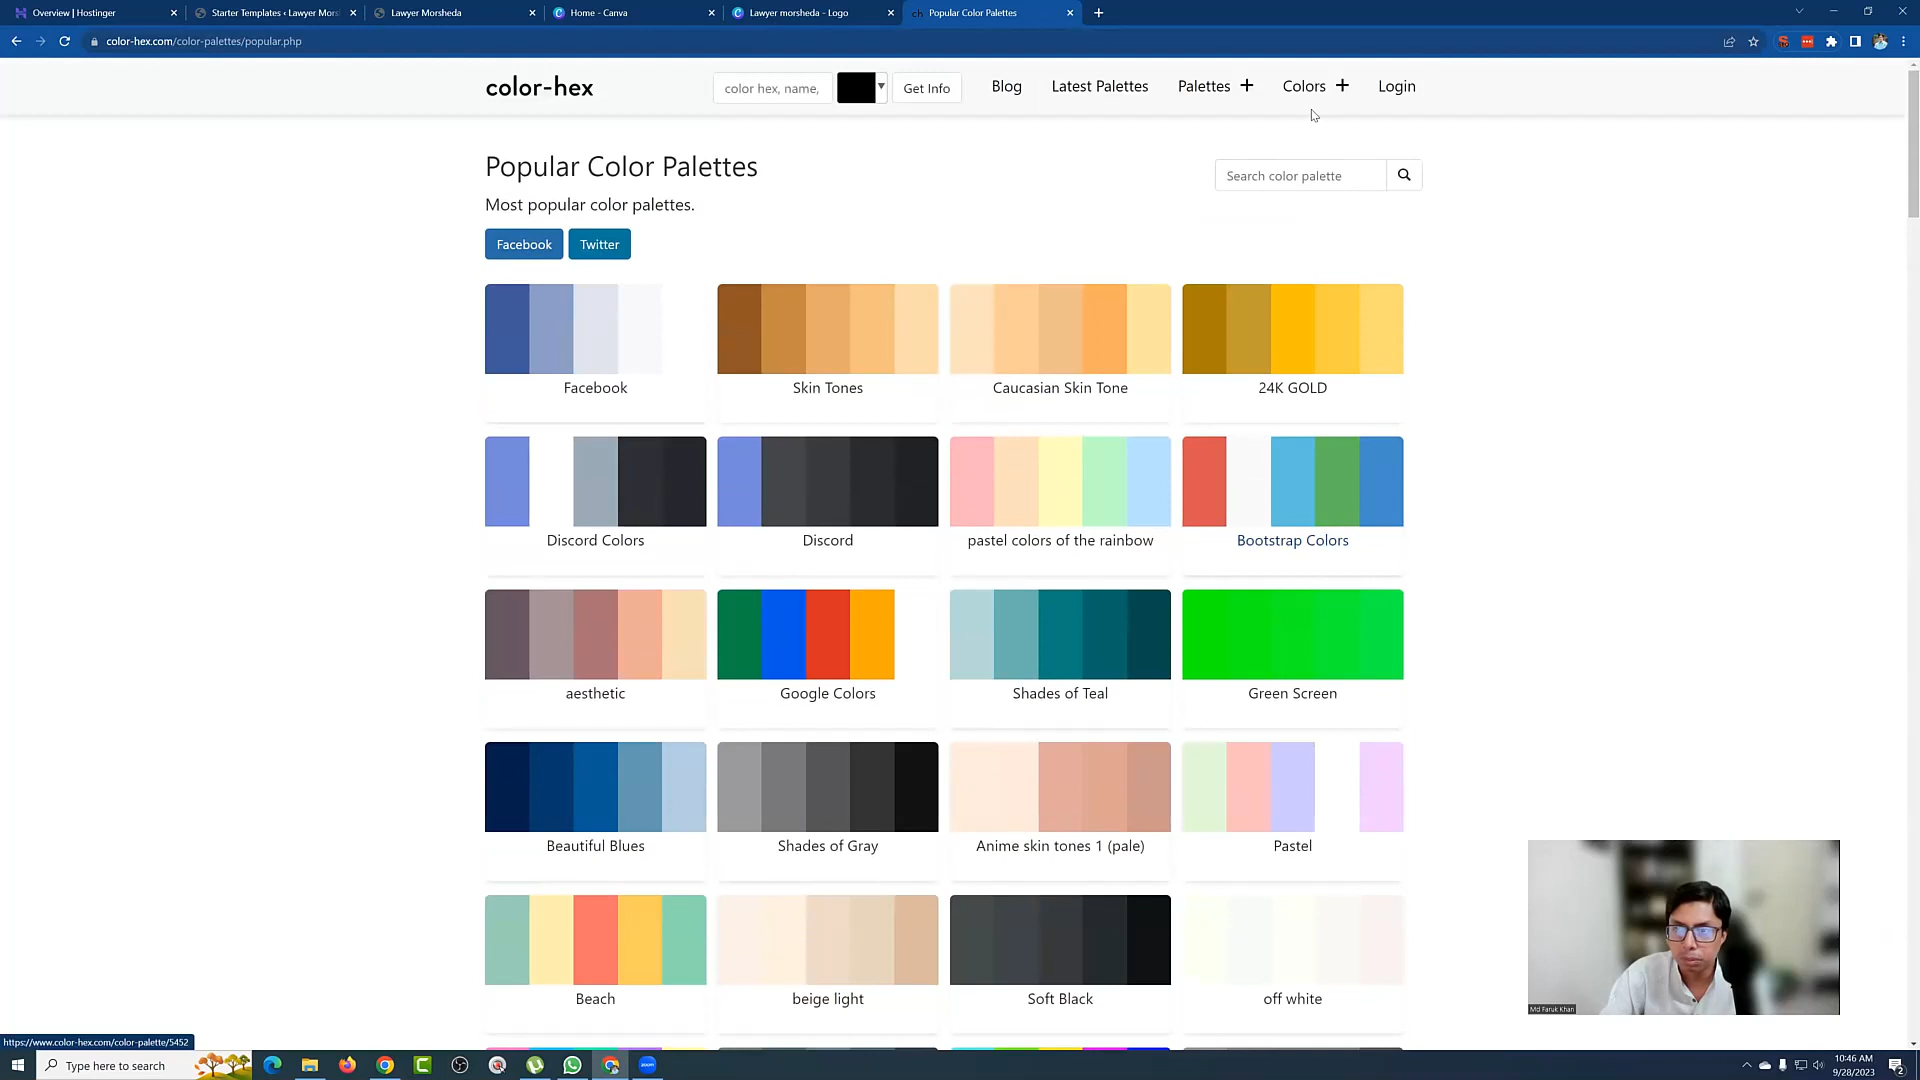 Overview | Hostinger
Starter Templates ‹ Lawyer Mors
Lawyer Morsheda
Home - Canva
Lawyer morsheda - Logo
Popular Color Palettes
color-hex.com/color-palettes/popular.php
color-hex
color hex, name,
Get Info
Blog
Latest Palettes
Palettes +
Colors +
Login
Popular Color Palettes
Search color palette
Most popular color palettes.
Facebook
Twitter
Facebook
Skin Tones
Caucasian Skin Tone
24K GOLD
Discord Colors
Discord
pastel colors of the rainbow
Bootstrap Colors
aesthetic
Google Colors
Shades of Teal
Green Screen
Beautiful Blues
Shades of Gray
Anime skin tones 1 (pale)
Pastel
Beach
beige light
Soft Black
off white
Md Faruk Khan
https://www.color-hex.com/color-palette/5452
Type here to search
zoom
10:46 AM
9/28/2023
2